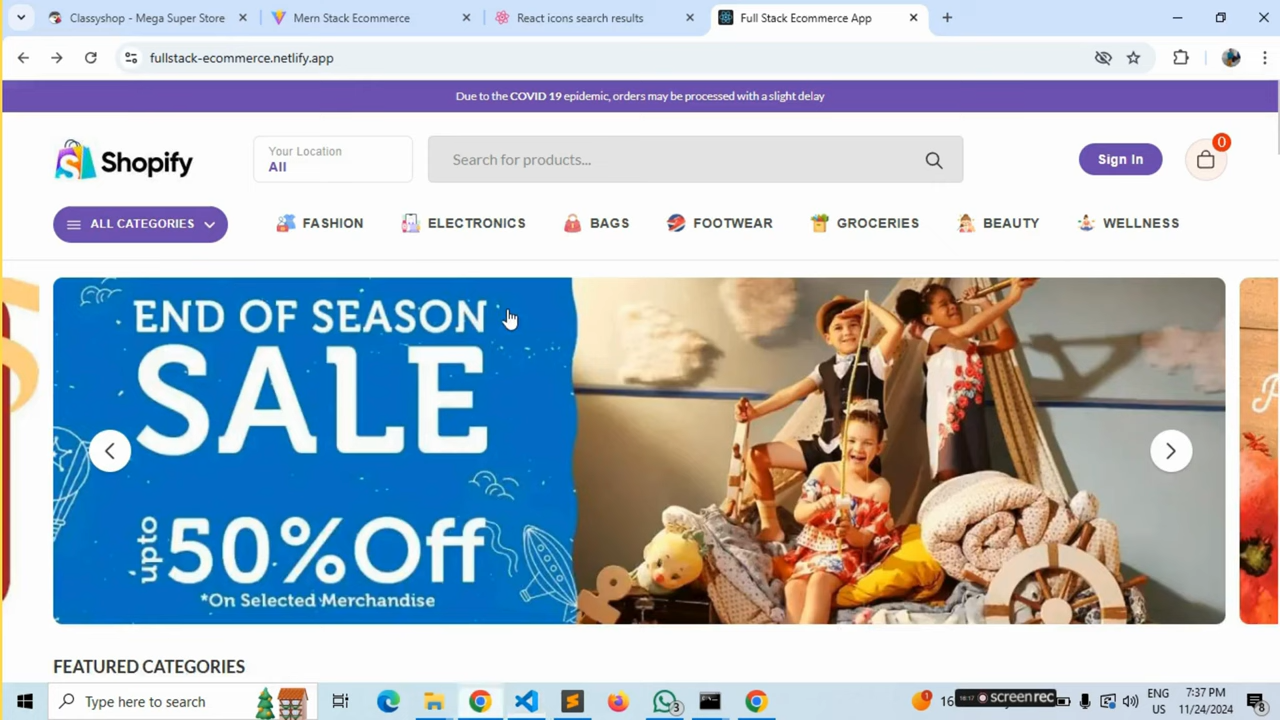 Classyshop - Mega Super Store
Mern Stack Ecommerce
React icons search results
Full Stack Ecommerce App
fullstack-ecommerce.netlify.app
Due to the COVID 19 epidemic, orders may be processed with a slight delay
Shopify
Your Location
All
Search for products...
Sign In
0
ALL CATEGORIES
FASHION
ELECTRONICS
BAGS
FOOTWEAR
GROCERIES
BEAUTY
WELLNESS
END OF SEASON
SALE
upto
50%Off
*On Selected Merchandise
FEATURED CATEGORIES
Type here to search
3
1
16
screenrec
ENG
US
7:37 PM
11/24/2024
8